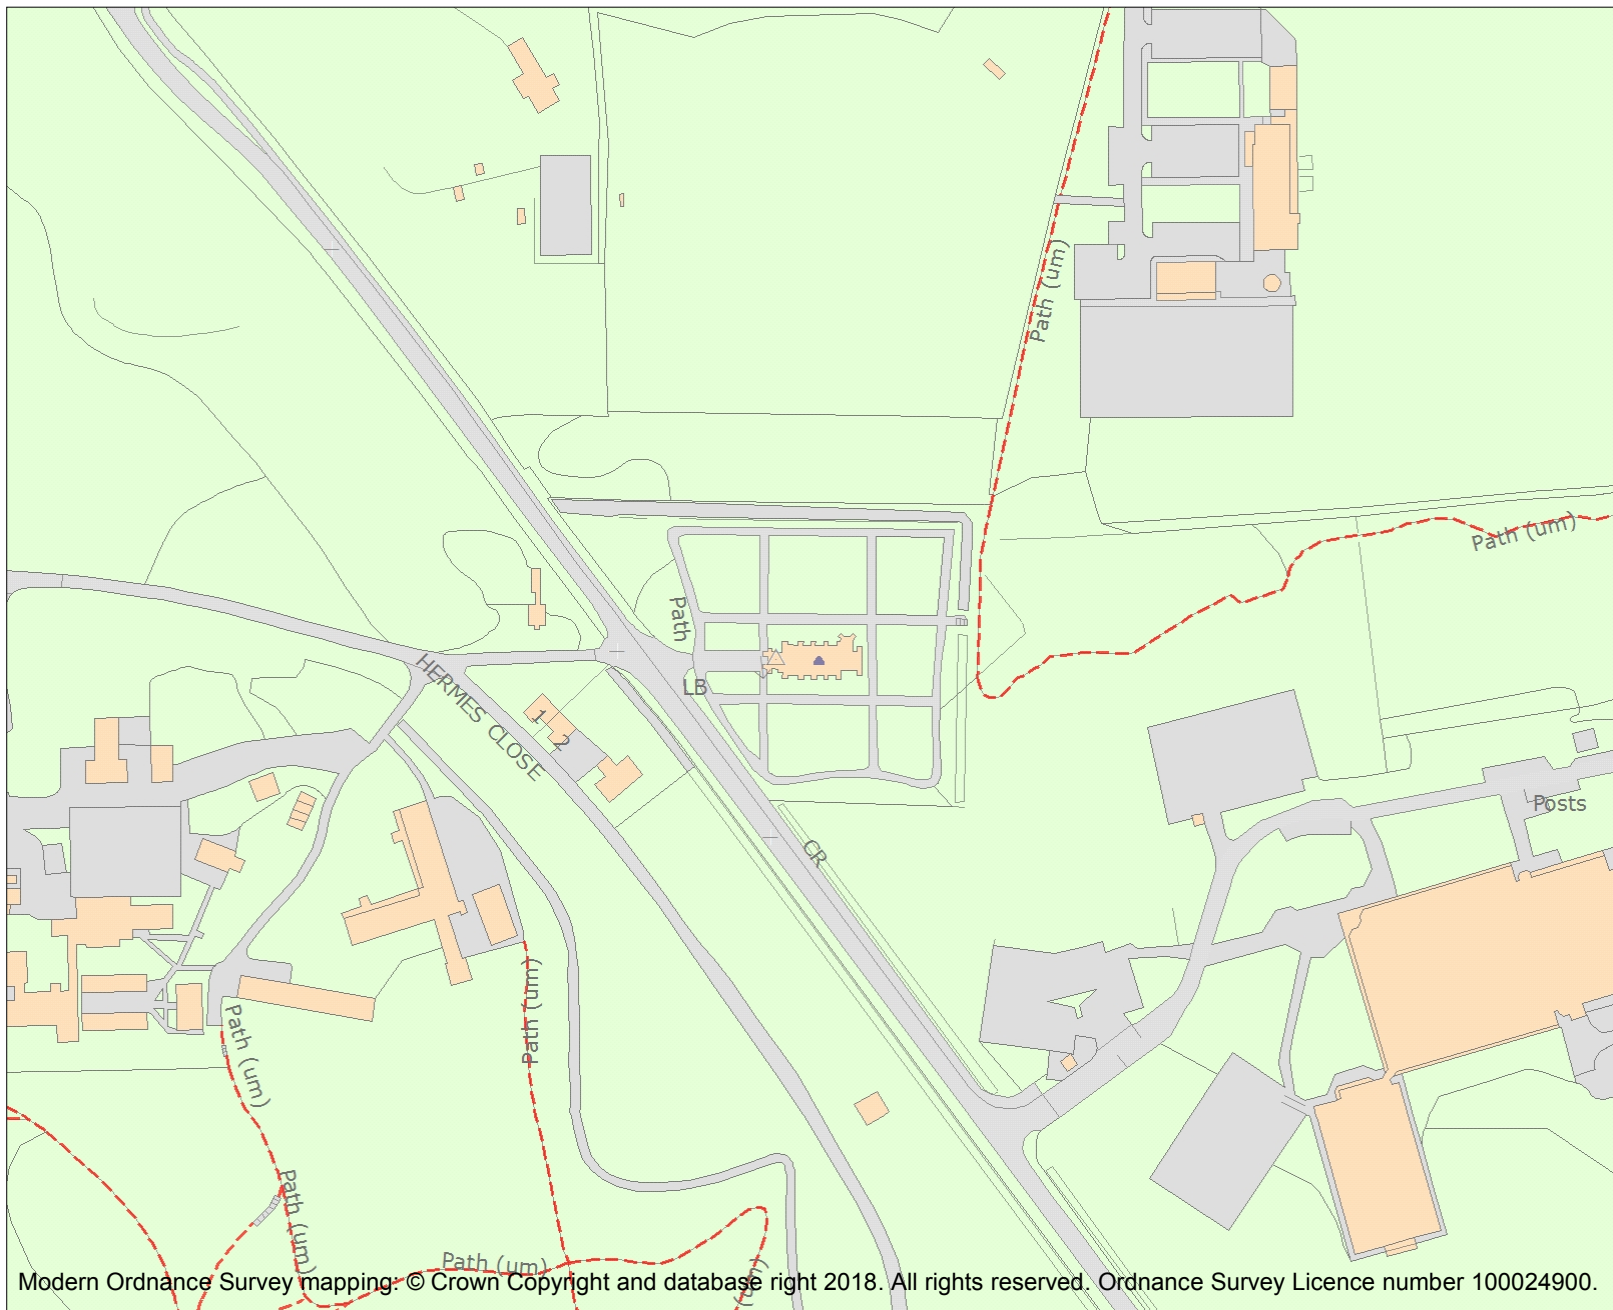 Path (um)
Path (um)
Path
LB
HERMES CLOSE
1
2
Posts
CR
Path (um)
Path (um)
Path (um)
Path (um)
(um)
Modern Ordnance Survey mapping: © Crown Copyright and database right 2018. All rights reserved. Ordnance Survey Licence number 100024900.